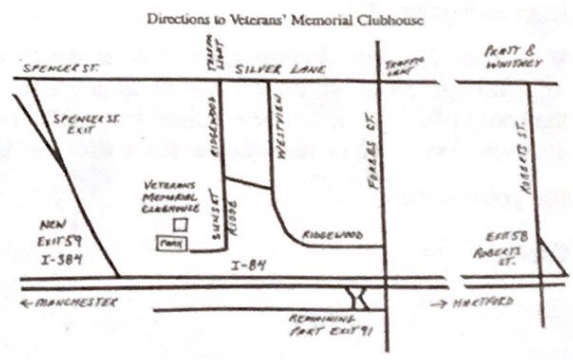 Directions to Veterans' Memorial Clubhouse
TRAFFIC
LIGHT
TRAFFIC
LIGHT
PRATT &
WHITNEY
SPENCER ST.
SILVER LANE
SPENCER ST.
EXIT
RIDGEWOOD
WESTVIEW
FORBES ST.
ROBERTS ST.
VETERANS
MEMORIAL
CLUBHOUSE
PARK
SUNSET
RIDGE
RIDGEWOOD
NEW
EXIT 59
I-384
EXIT 58
ROBERTS
ST.
I-84
← MANCHESTER
→ HARTFORD
REMAINING
PART EXIT 91